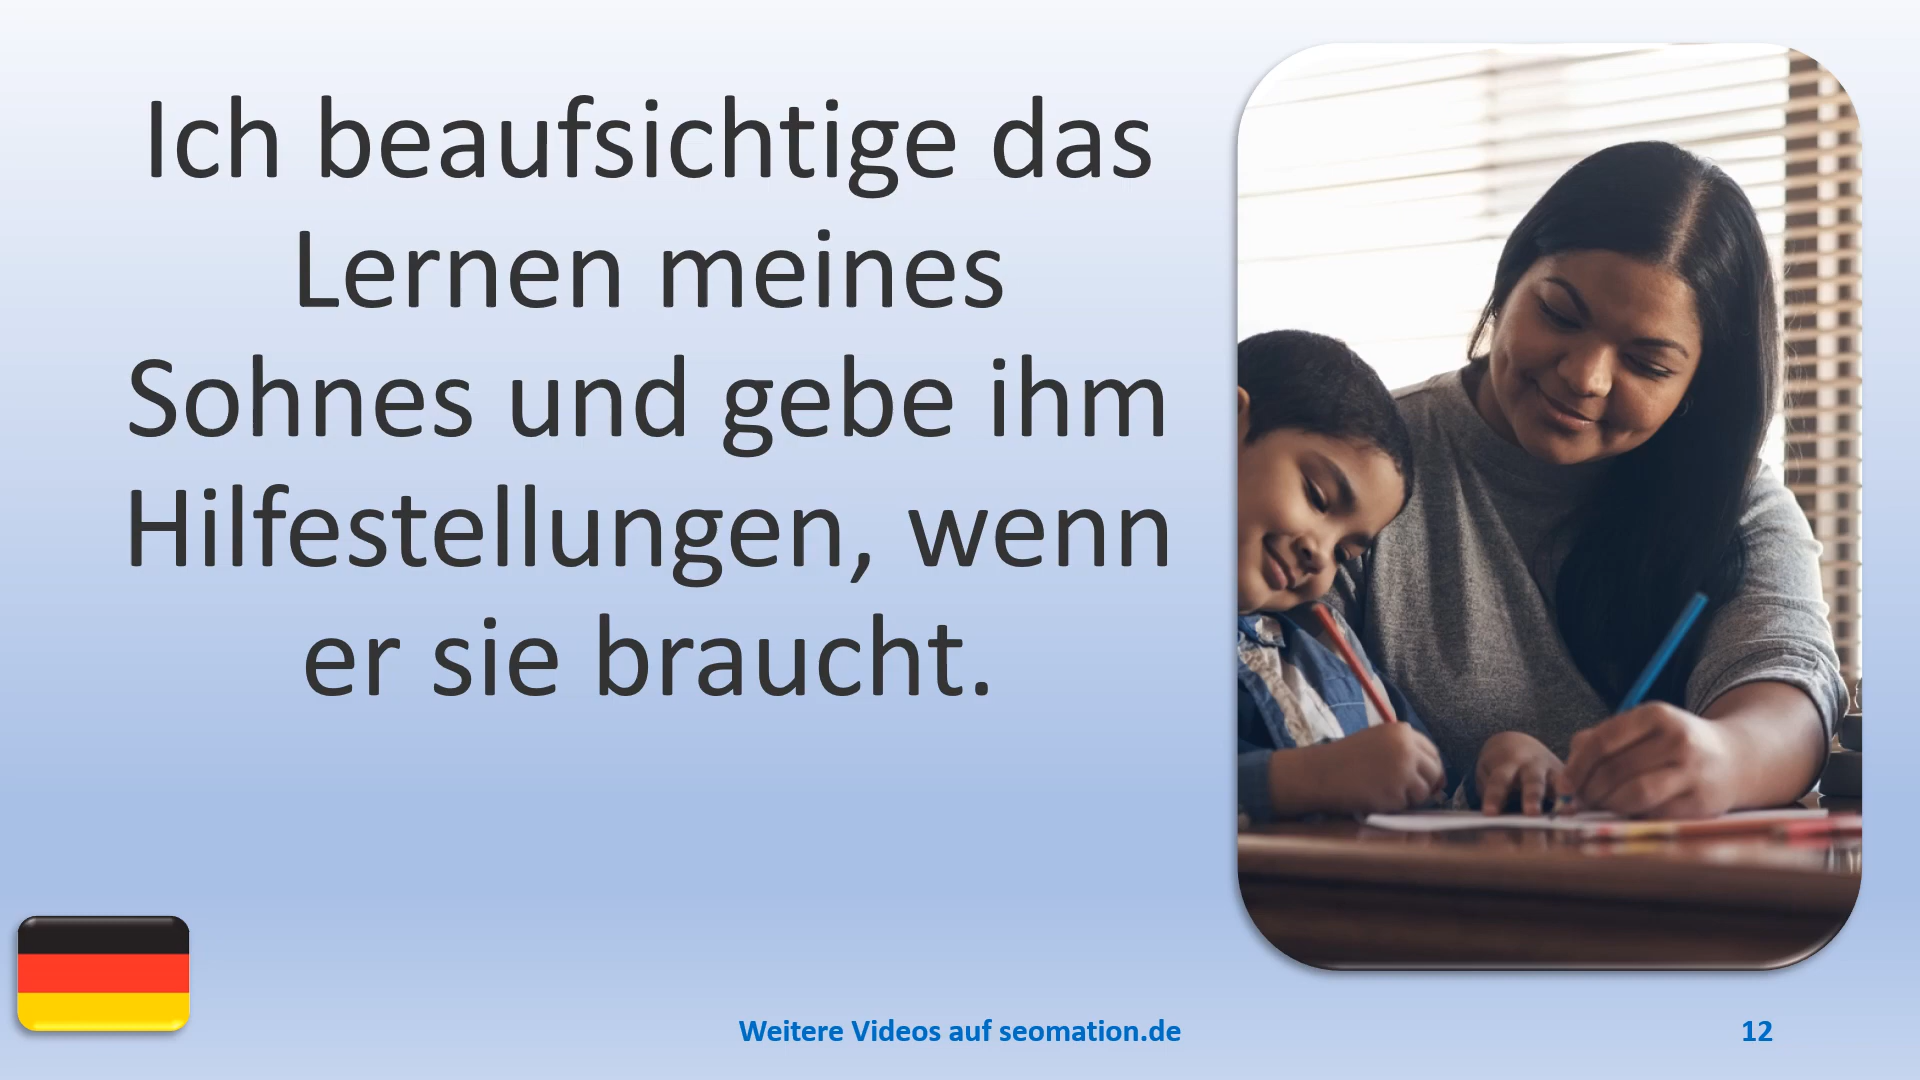 Ich beaufsichtige das
Lernen meines
Sohnes und gebe ihm
Hilfestellungen, wenn
er sie braucht.
Weitere Videos auf seomation.de
12